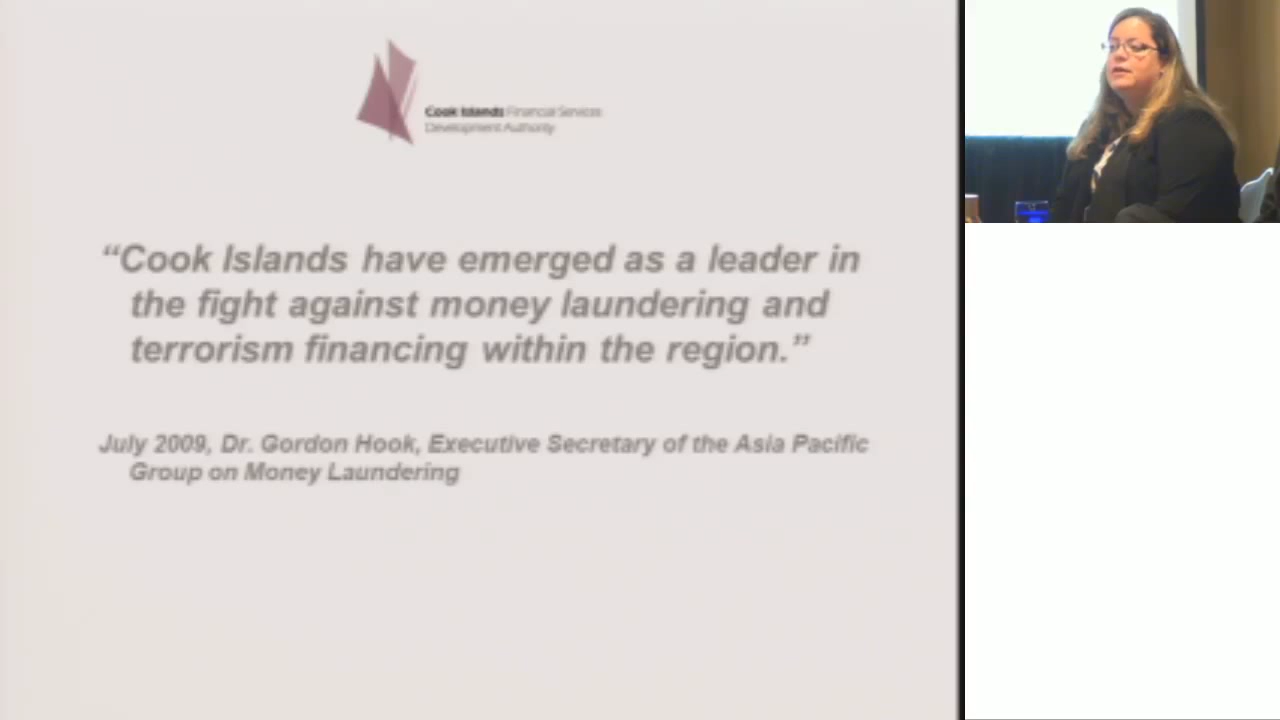 Cook Islands Financial Services
Development Authority
“Cook Islands have emerged as a leader in
the fight against money laundering and
terrorism financing within the region.”
July 2009, Dr. Gordon Hook, Executive Secretary of the Asia Pacific
Group on Money Laundering